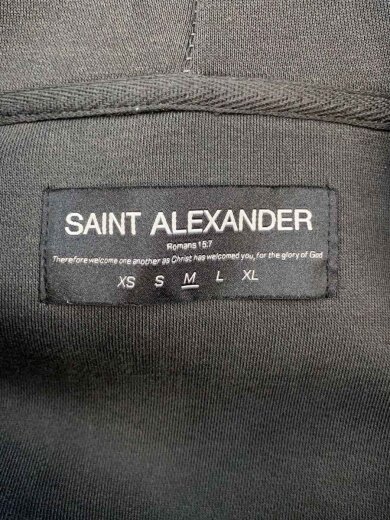 SAINT ALEXANDER
Romans 15:7
Therefore welcome one another as Christ has welcomed you, for the glory of God
XS S M L XL